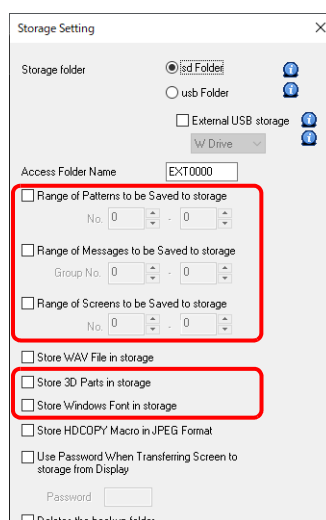 Storage Setting
Storage folder
sd Folder
usb Folder
External USB storage
W Drive
Access Folder Name EXT0000
Range of Patterns to be Saved to storage
No. 0 - 0
Range of Messages to be Saved to storage
Group No. 0 - 0
Range of Screens to be Saved to storage
No. 0 - 0
Store WAV File in storage
Store 3D Parts in storage
Store Windows Font in storage
Store HDCOPY Macro in JPEG Format
Use Password When Transferring Screen to
storage from Display
Password
Deletes the backup folder